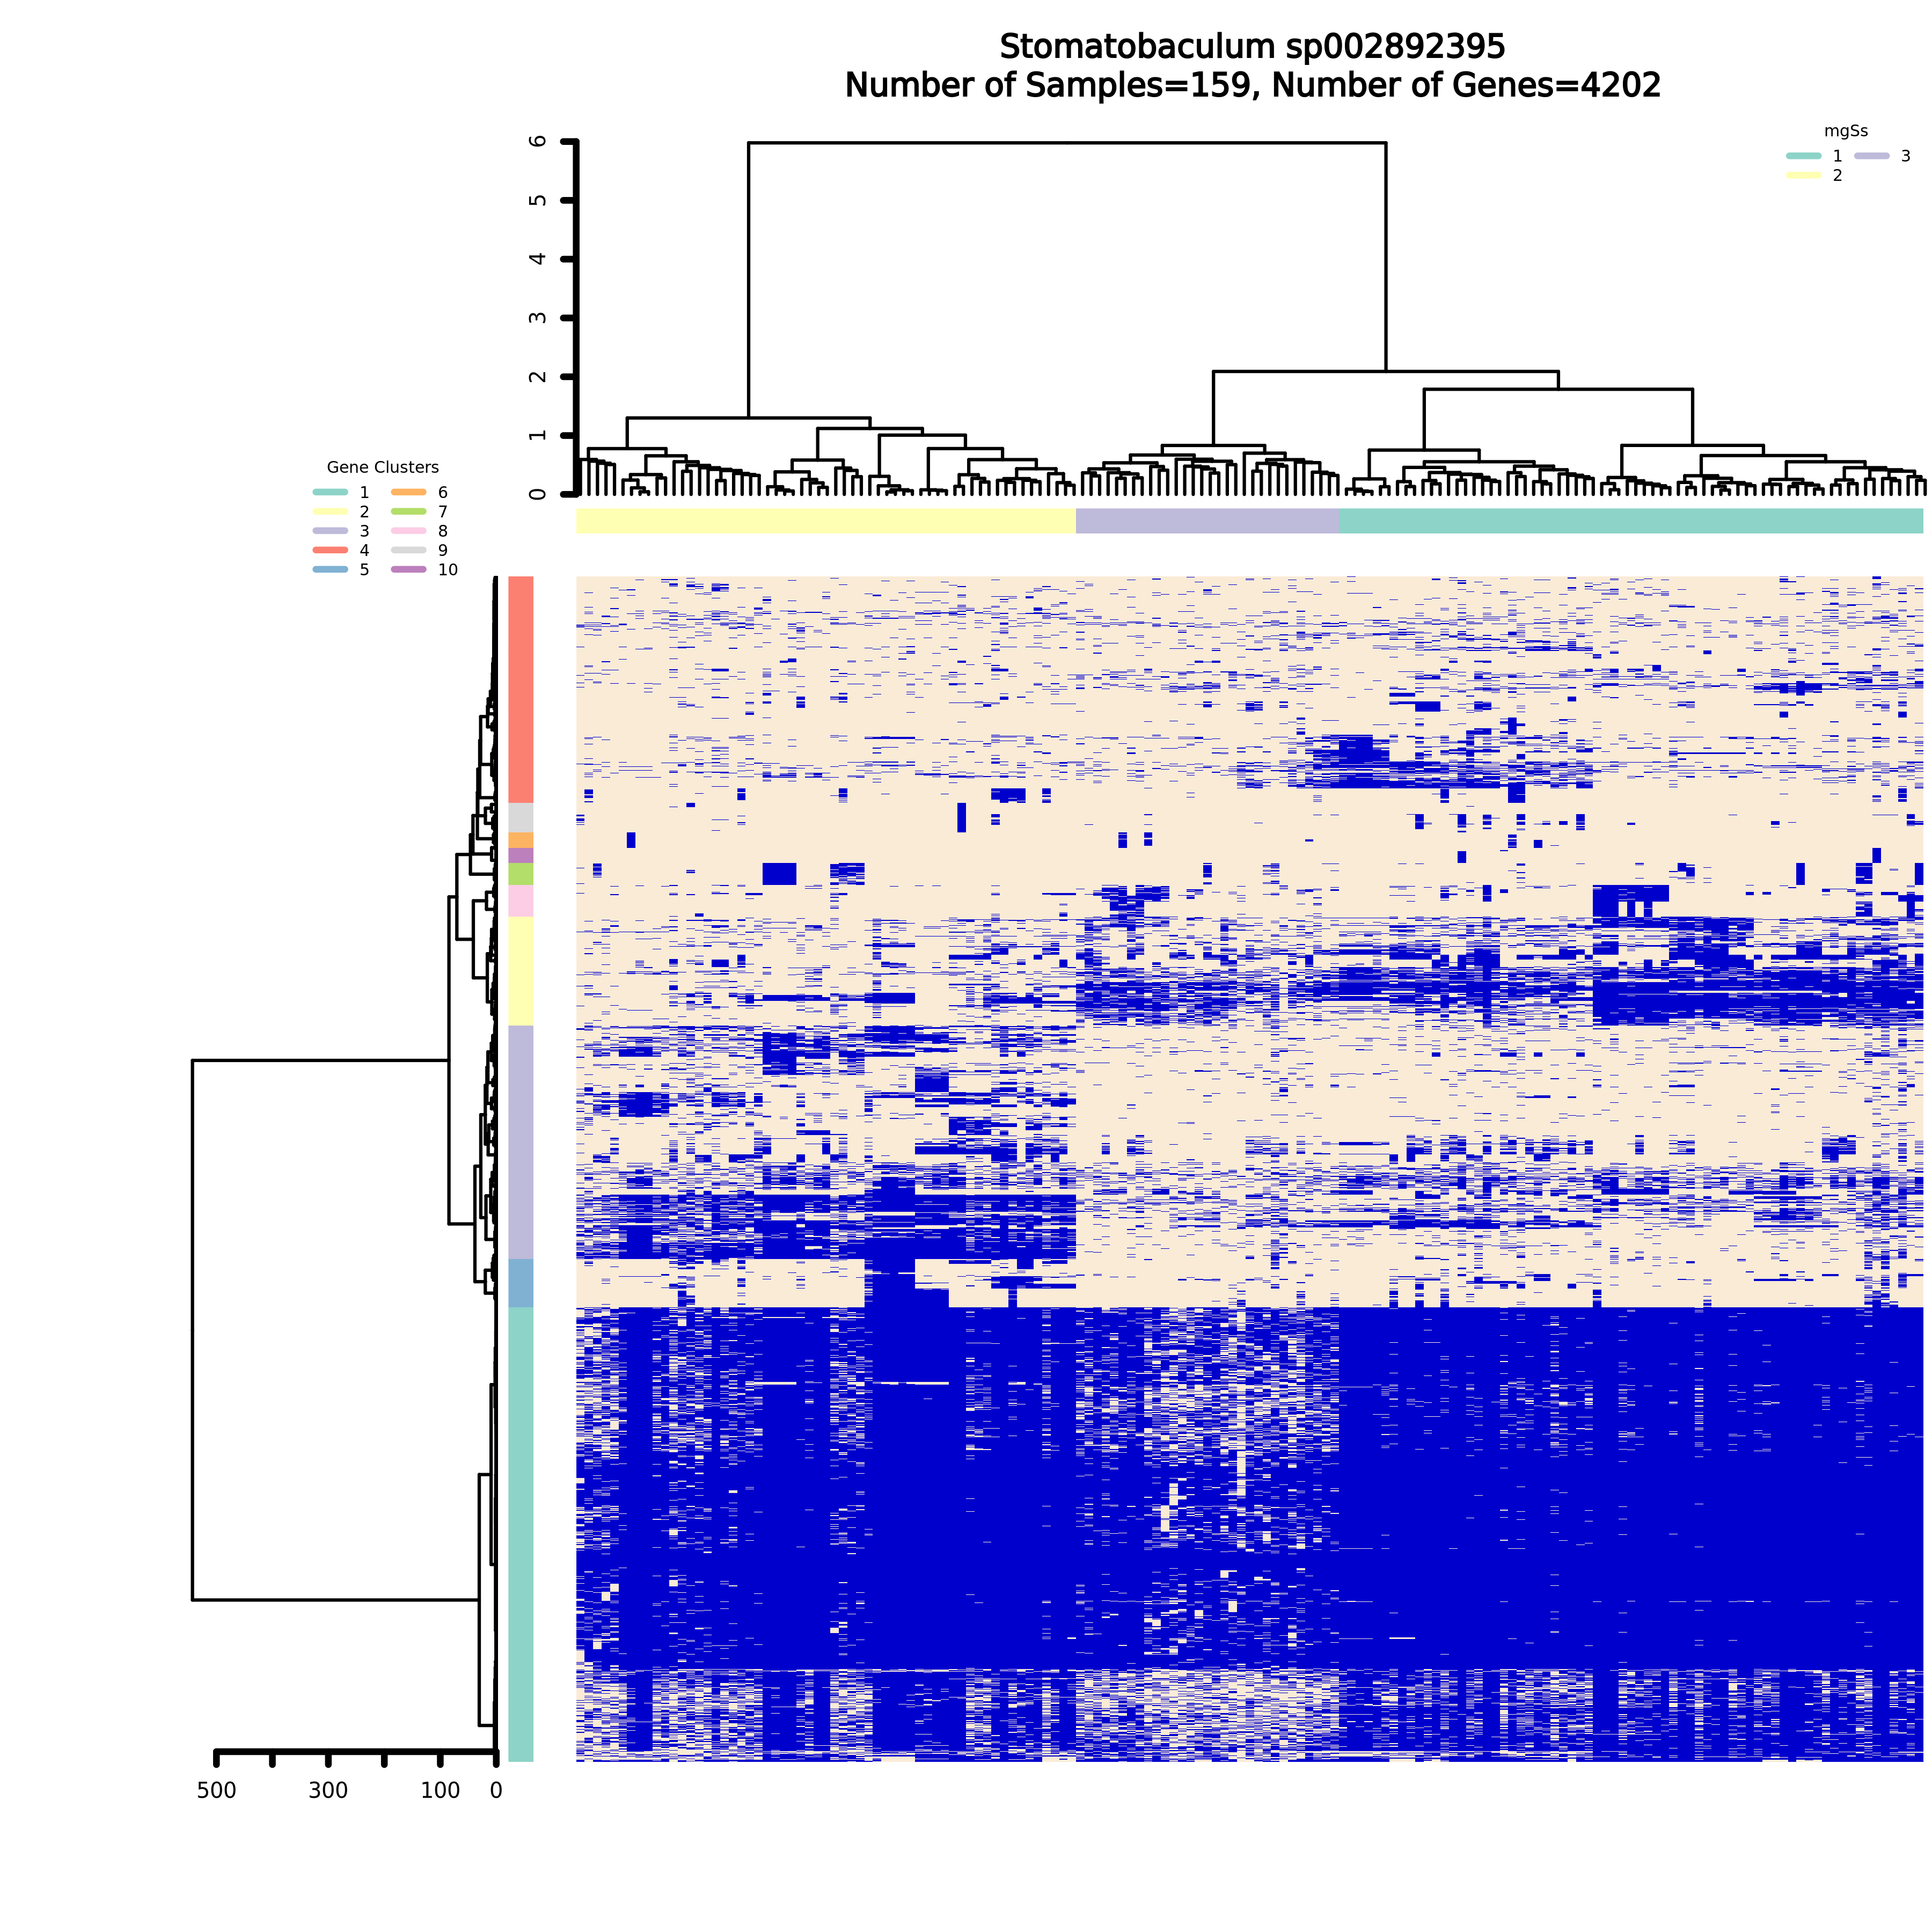 Stomatobaculum sp002892395
Number of Samples=159, Number of Genes=4202
mgSs
1 3
2
6
5
4
3
2
1
0
Gene Clusters
1 6
2 7
3 8
4 9
5 10
500 300 100 0